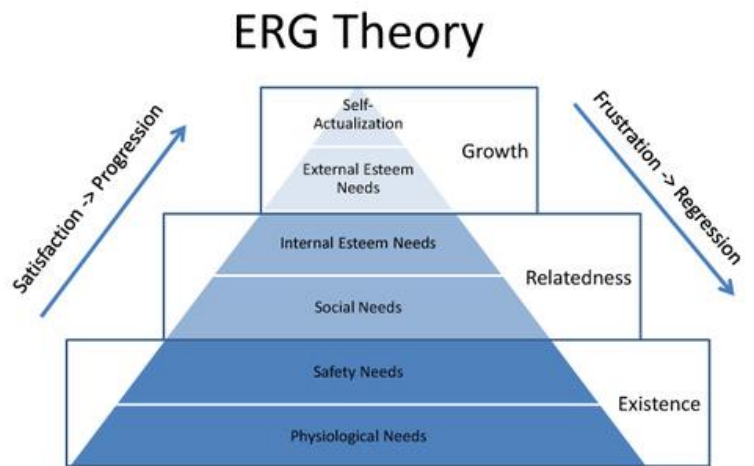 ERG Theory
Satisfaction -> Progression
Frustration -> Regression
Self-
Actualization
Growth
External Esteem
Needs
Internal Esteem Needs
Relatedness
Social Needs
Safety Needs
Existence
Physiological Needs